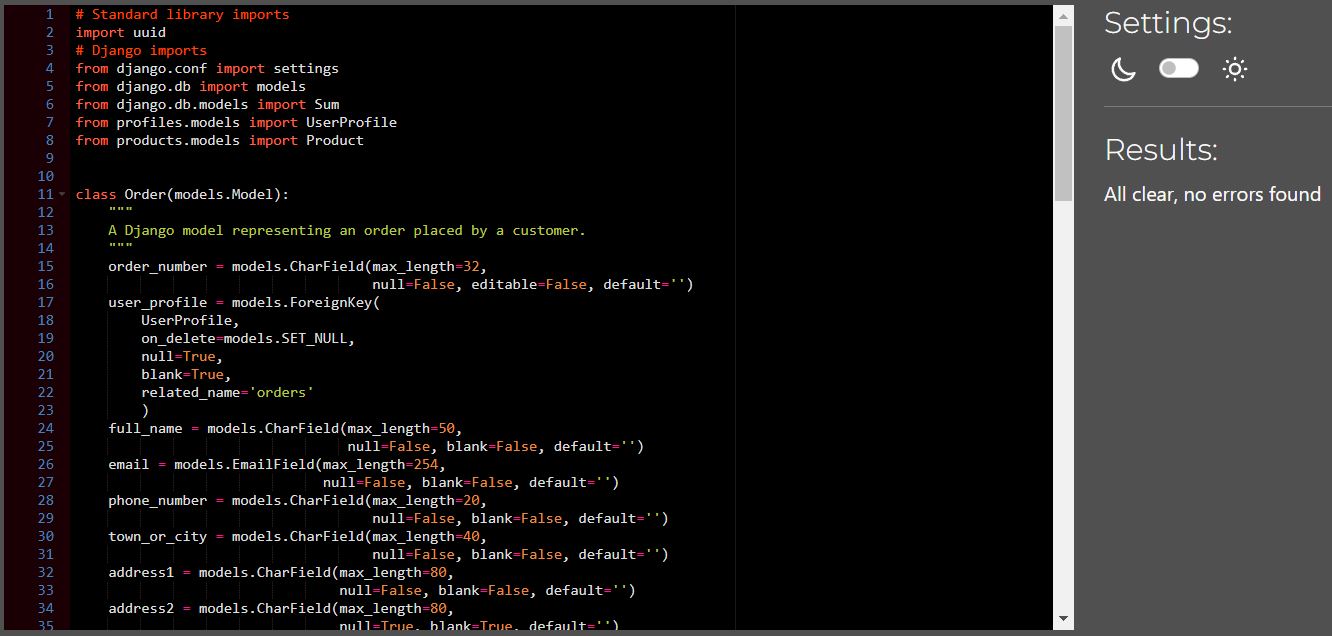 1 # Standard library imports
2 import uuid
3 # Django imports
4 from django.conf import settings
5 from django.db import models
6 from django.db.models import Sum
7 from profiles.models import UserProfile
8 from products.models import Product
9
10
11 class Order(models.Model):
12     """
13     A Django model representing an order placed by a customer.
14     """
15     order_number = models.CharField(max_length=32,
16                                     null=False, editable=False, default='')
17     user_profile = models.ForeignKey(
18         UserProfile,
19         on_delete=models.SET_NULL,
20         null=True,
21         blank=True,
22         related_name='orders'
23         )
24     full_name = models.CharField(max_length=50,
25                                  null=False, blank=False, default='')
26     email = models.EmailField(max_length=254,
27                               null=False, blank=False, default='')
28     phone_number = models.CharField(max_length=20,
29                                     null=False, blank=False, default='')
30     town_or_city = models.CharField(max_length=40,
31                                     null=False, blank=False, default='')
32     address1 = models.CharField(max_length=80,
33                                 null=False, blank=False, default='')
34     address2 = models.CharField(max_length=80,
35                                 null=True, blank=True, default='')
Settings:
Results:
All clear, no errors found